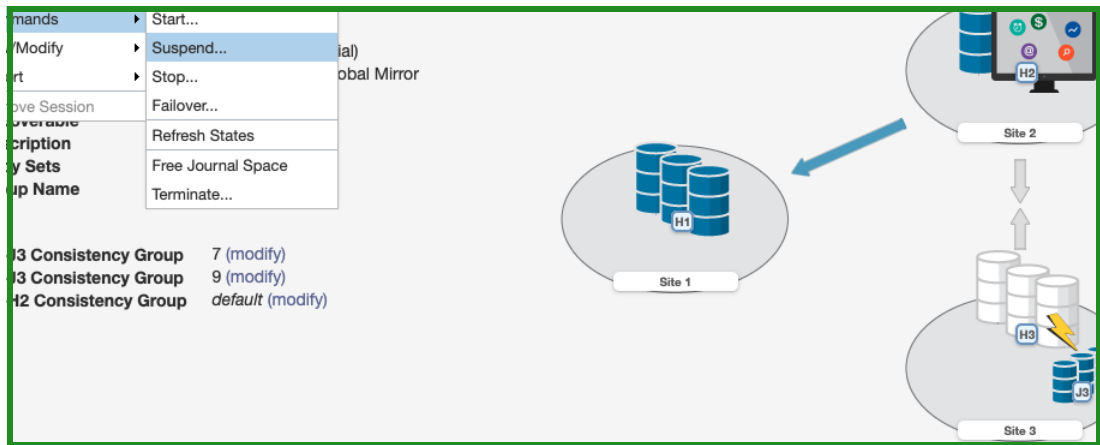 mands
Start...
/Modify
Suspend...
ial)
rt
Stop...
obal Mirror
ove Session
Failover...
overable
Refresh States
cription
y Sets
Free Journal Space
up Name
Terminate...
J3 Consistency Group 7 (modify)
J3 Consistency Group 9 (modify)
H2 Consistency Group default (modify)
H1
Site 1
$
@
H2
Site 2
H3
J3
Site 3